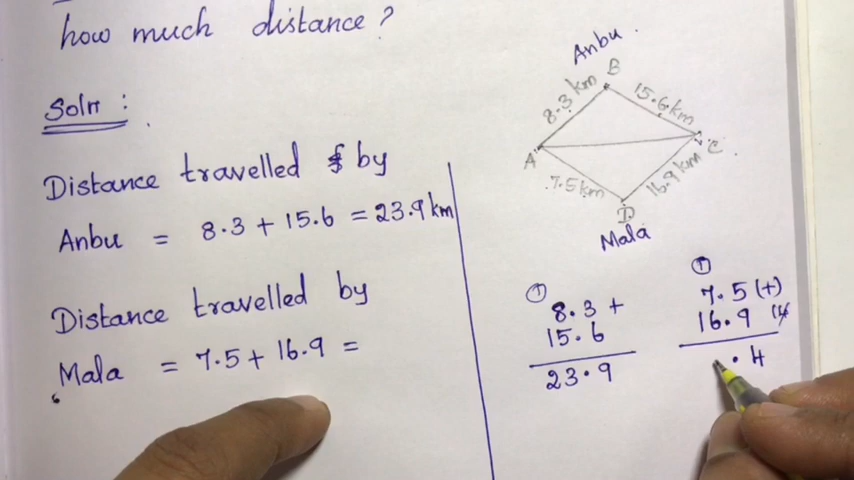 how much distance?
Soln :
Distance travelled by
Anbu = 8.3 + 15.6 = 23.9 km
Distance travelled by
Mala = 7.5 + 16.9 =
Anbu
B
8.3 km
15.6 km
A
C
7.5 km
16.9 km
D
Mala
1
8.3 +
15.6
23.9
1
7.5 (+)
16.9 14
.4